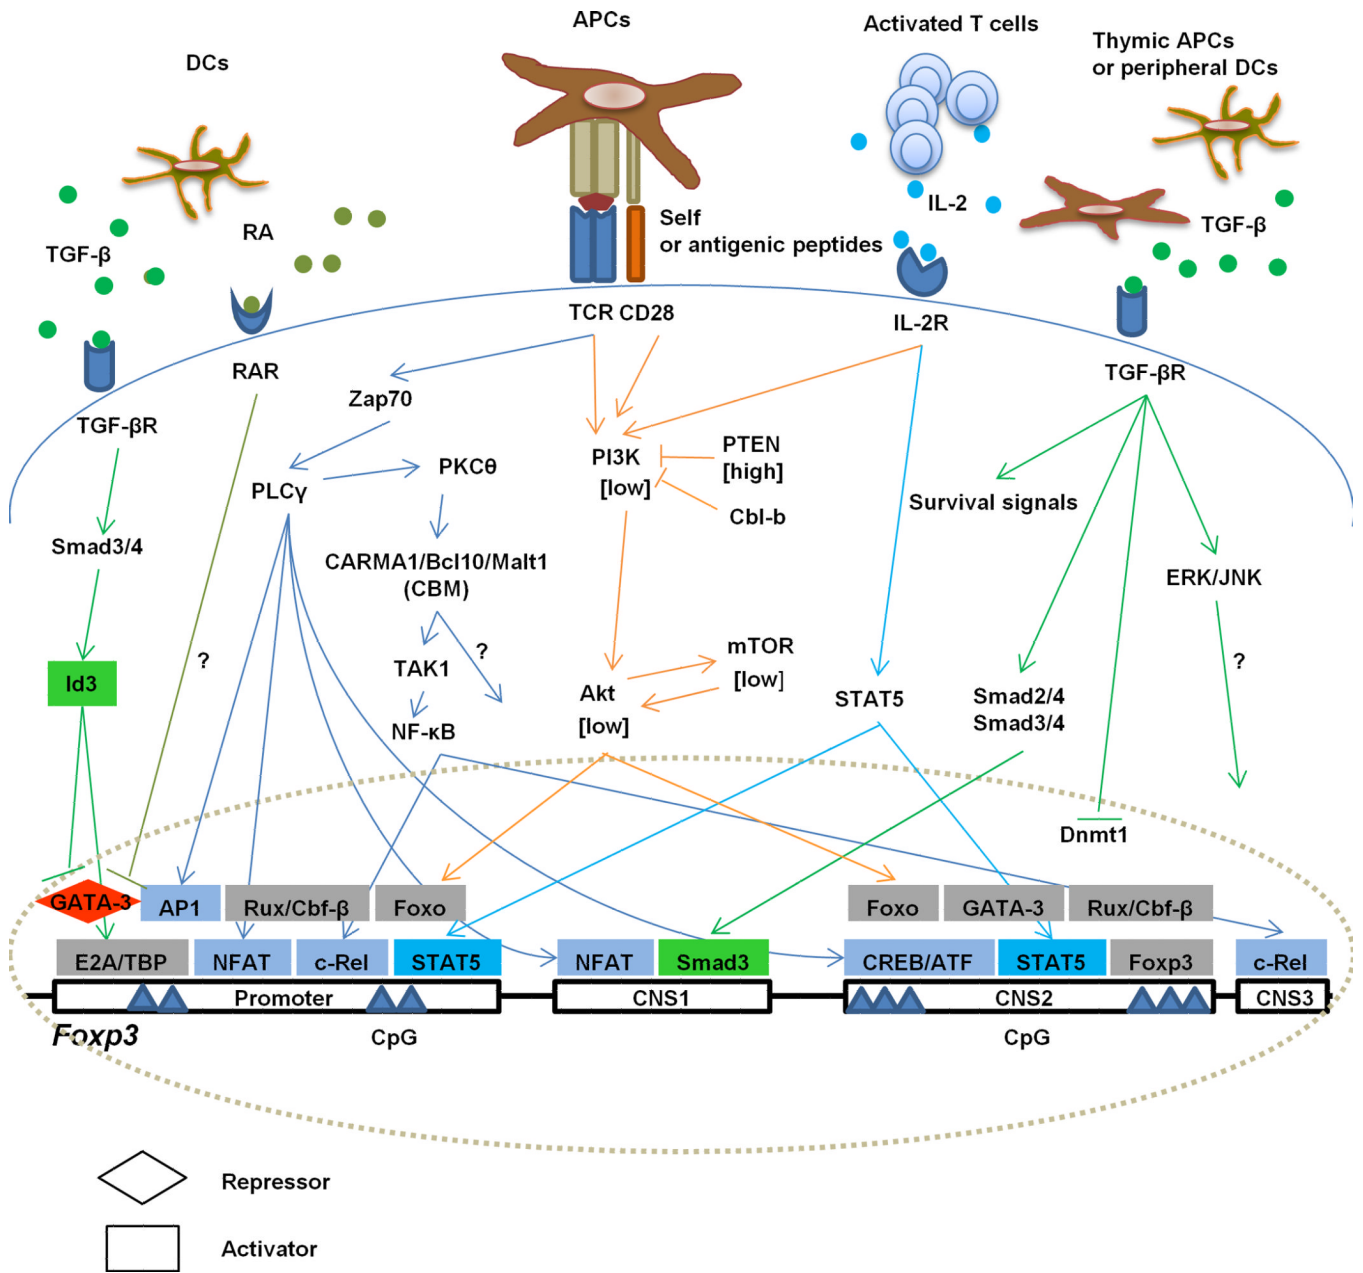 APCs
Activated T cells
Thymic APCs
or peripheral DCs
DCs
TGF-β
RA
Self
or antigenic peptides
IL-2
TGF-β
TCR CD28
IL-2R
RAR
TGF-βR
Zap70
TGF-βR
PLCγ
PKCθ
PI3K
[low]
PTEN
[high]
Cbl-b
Survival signals
Smad3/4
CARMA1/Bcl10/Malt1
(CBM)
ERK/JNK
?
?
?
Id3
TAK1
NF-κB
Akt
[low]
mTOR
[low]
STAT5
Smad2/4
Smad3/4
Dnmt1
GATA-3
AP1
Rux/Cbf-β
Foxo
Foxo
GATA-3
Rux/Cbf-β
E2A/TBP
NFAT
c-Rel
STAT5
NFAT
Smad3
CREB/ATF
STAT5
Foxp3
c-Rel
Promoter
CNS1
CNS2
CNS3
Foxp3
CpG
CpG
Repressor
Activator